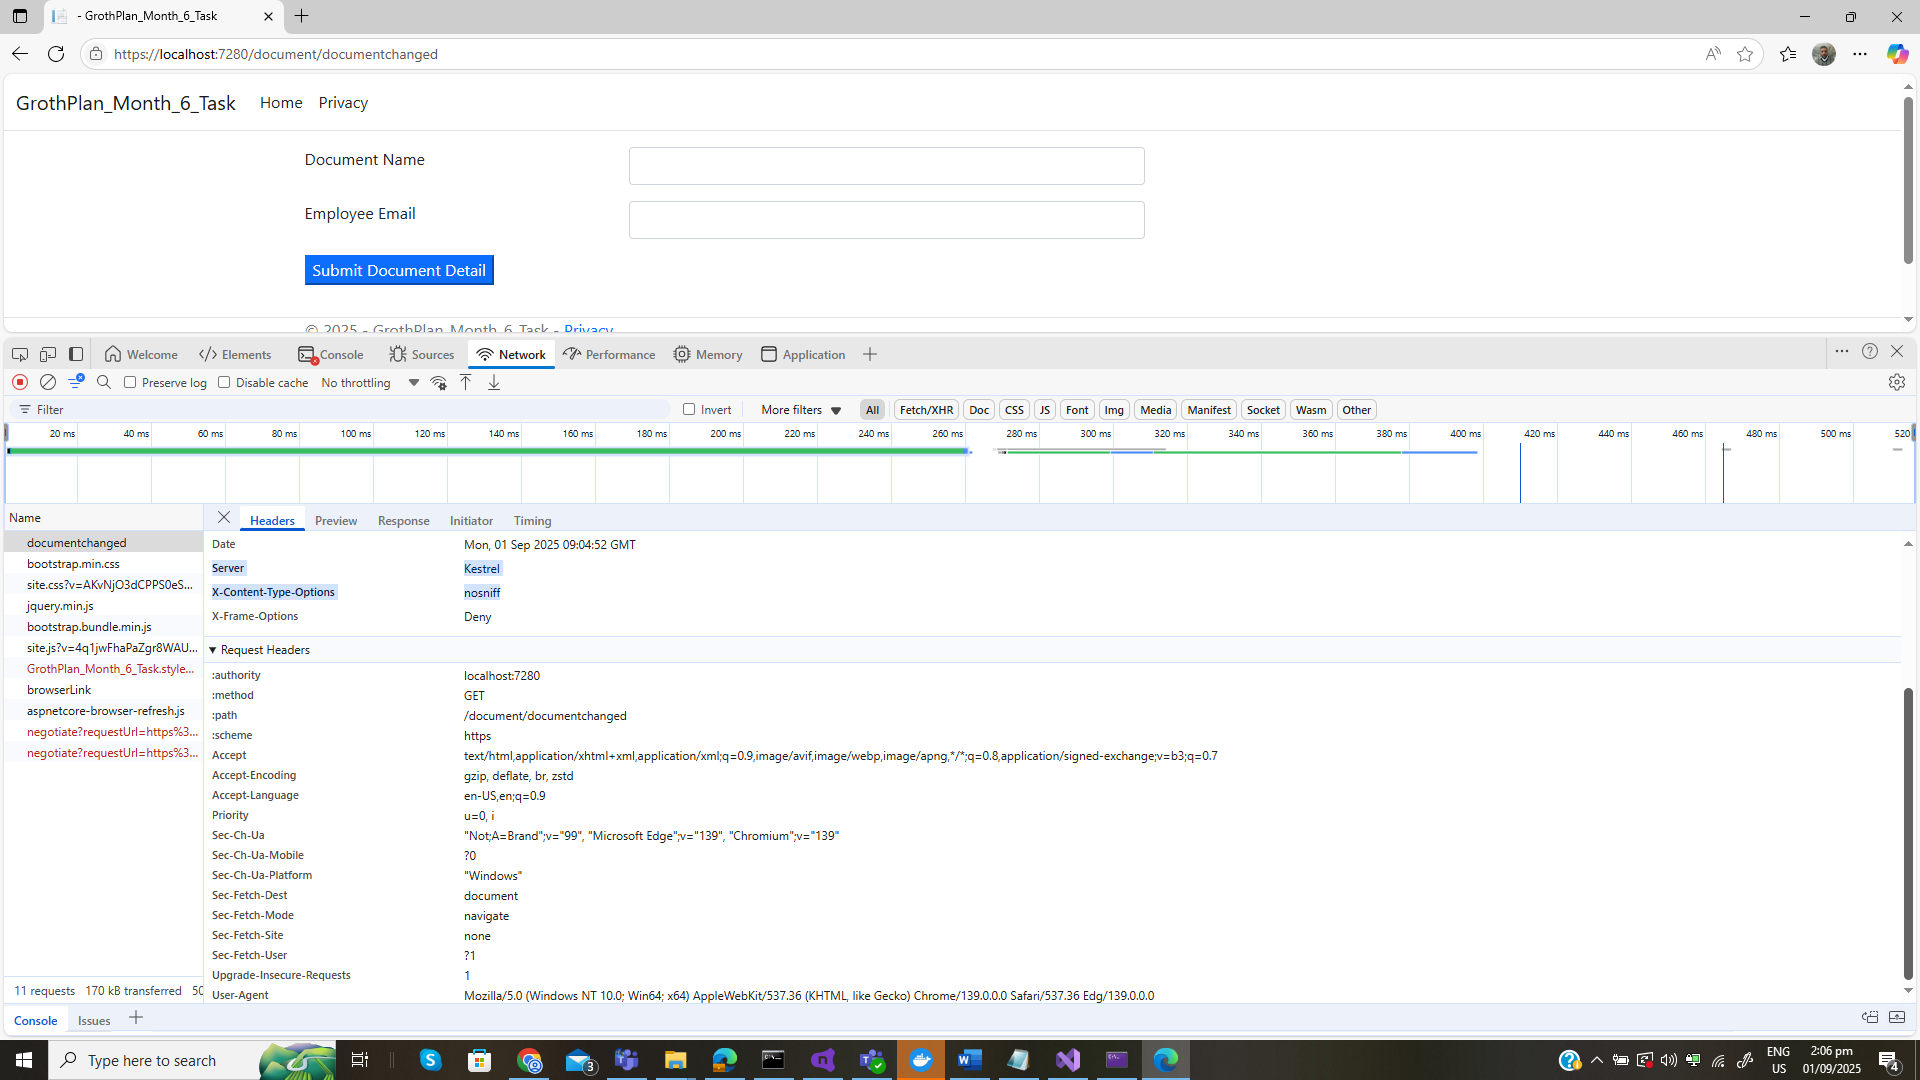 - GrothPlan_Month_6_Task
https://localhost:7280/document/documentchanged
GrothPlan_Month_6_Task Home Privacy
Document Name
Employee Email
Submit Document Detail
© 2025 - GrothPlan_Month_6_Task - Privacy
Welcome Elements Console Sources Network Performance Memory Application
Preserve log Disable cache No throttling
Filter Invert More filters All Fetch/XHR Doc CSS JS Font Img Media Manifest Socket Wasm Other
20 ms 40 ms 60 ms 80 ms 100 ms 120 ms 140 ms 160 ms 180 ms 200 ms 220 ms 240 ms 260 ms 280 ms 300 ms 320 ms 340 ms 360 ms 380 ms 400 ms 420 ms 440 ms 460 ms 480 ms 500 ms 520
Name
documentchanged
bootstrap.min.css
site.css?v=AKvNjO3dCPPS0eS...
jquery.min.js
bootstrap.bundle.min.js
site.js?v=4q1jwFhaPaZgr8WAU...
GrothPlan_Month_6_Task.style...
browserLink
aspnetcore-browser-refresh.js
negotiate?requestUrl=https%3...
negotiate?requestUrl=https%3...
11 requests 170 kB transferred 50
Headers Preview Response Initiator Timing
Date Mon, 01 Sep 2025 09:04:52 GMT
Server Kestrel
X-Content-Type-Options nosniff
X-Frame-Options Deny
Request Headers
:authority localhost:7280
:method GET
:path /document/documentchanged
:scheme https
Accept text/html,application/xhtml+xml,application/xml;q=0.9,image/avif,image/webp,image/apng,*/*;q=0.8,application/signed-exchange;v=b3;q=0.7
Accept-Encoding gzip, deflate, br, zstd
Accept-Language en-US,en;q=0.9
Priority u=0, i
Sec-Ch-Ua "Not;A=Brand";v="99", "Microsoft Edge";v="139", "Chromium";v="139"
Sec-Ch-Ua-Mobile ?0
Sec-Ch-Ua-Platform "Windows"
Sec-Fetch-Dest document
Sec-Fetch-Mode navigate
Sec-Fetch-Site none
Sec-Fetch-User ?1
Upgrade-Insecure-Requests 1
User-Agent Mozilla/5.0 (Windows NT 10.0; Win64; x64) AppleWebKit/537.36 (KHTML, like Gecko) Chrome/139.0.0.0 Safari/537.36 Edg/139.0.0.0
Console Issues
Type here to search
3
ENG
US
2:06 pm
01/09/2025
4